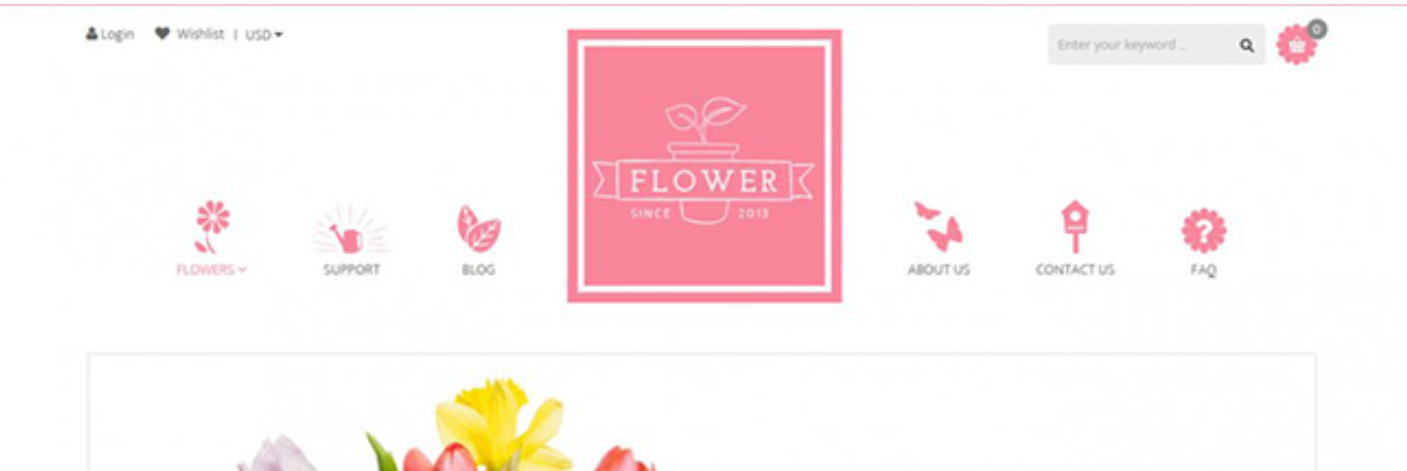 Login Wishlist | USD
Enter your keyword ...
0
FLOWER
SINCE 2013
FLOWERS
SUPPORT
BLOG
ABOUT US
CONTACT US
?
FAQ